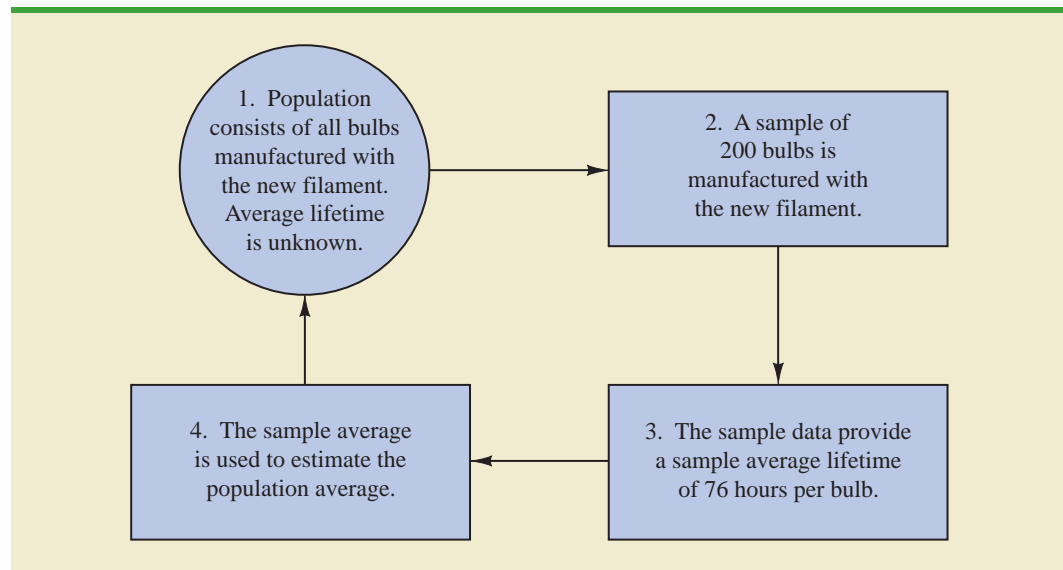 1. Population
consists of all bulbs
manufactured with
the new filament.
Average lifetime
is unknown.
2. A sample of
200 bulbs is
manufactured with
the new filament.
3. The sample data provide
a sample average lifetime
of 76 hours per bulb.
4. The sample average
is used to estimate the
population average.